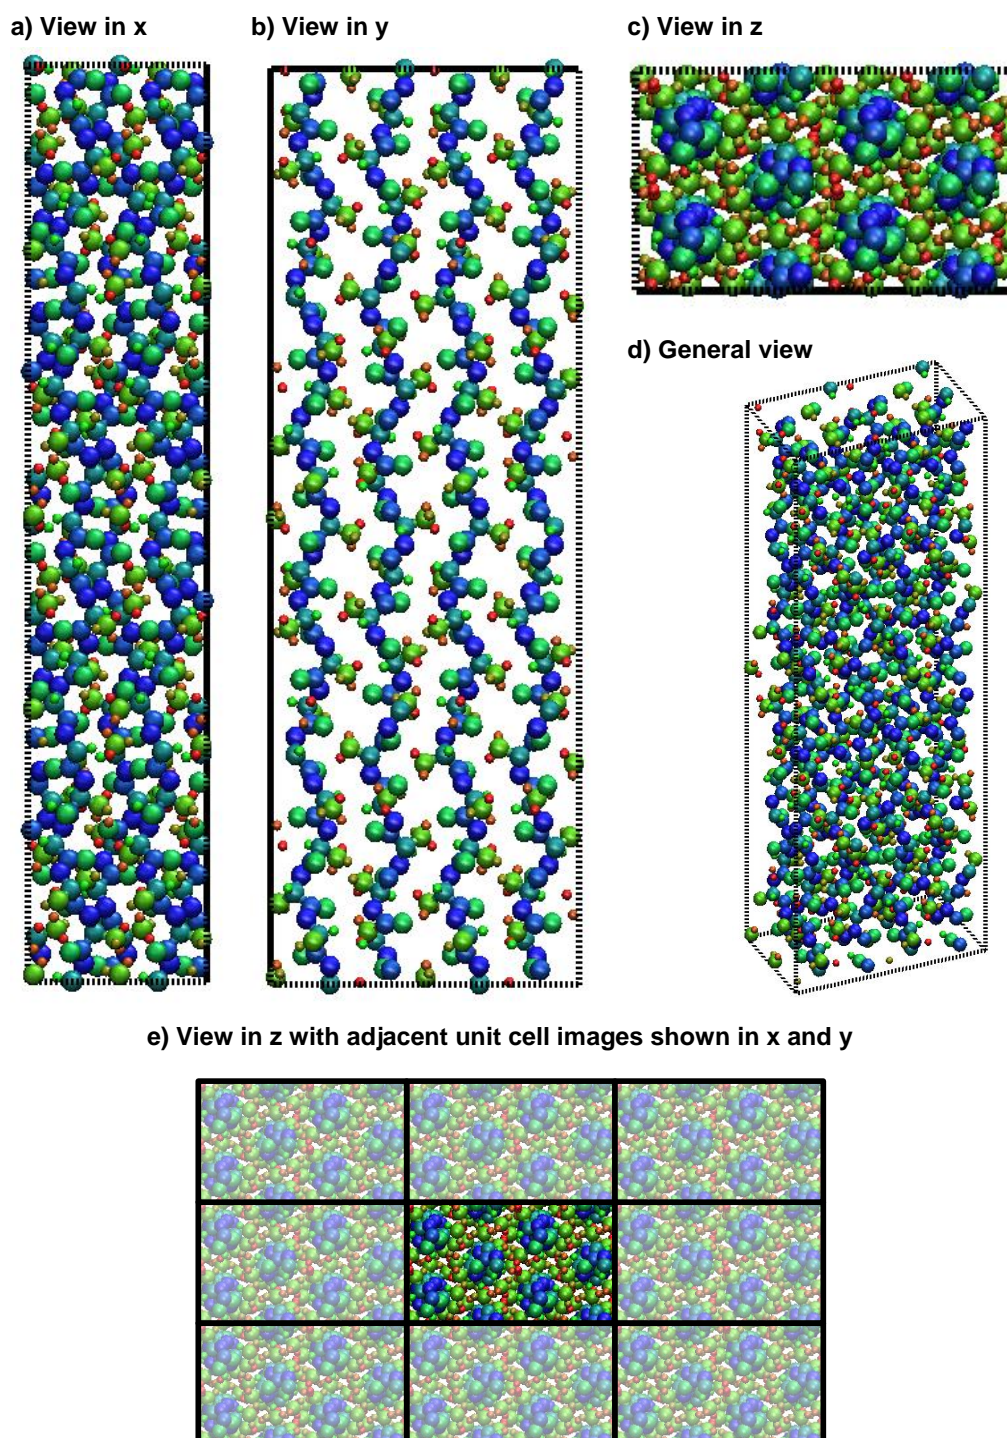 a) View in x
b) View in y
c) View in z
d) General view
e) View in z with adjacent unit cell images shown in x and y